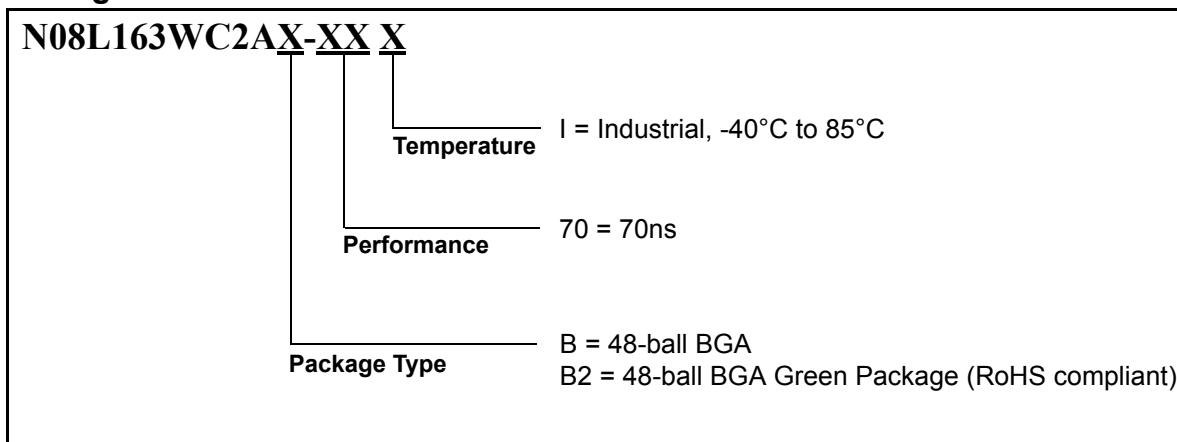 N08L163WC2AX-XX X
I = Industrial, -40°C to 85°C
Temperature
70 = 70ns
Performance
B = 48-ball BGA
Package Type
B2 = 48-ball BGA Green Package (RoHS compliant)